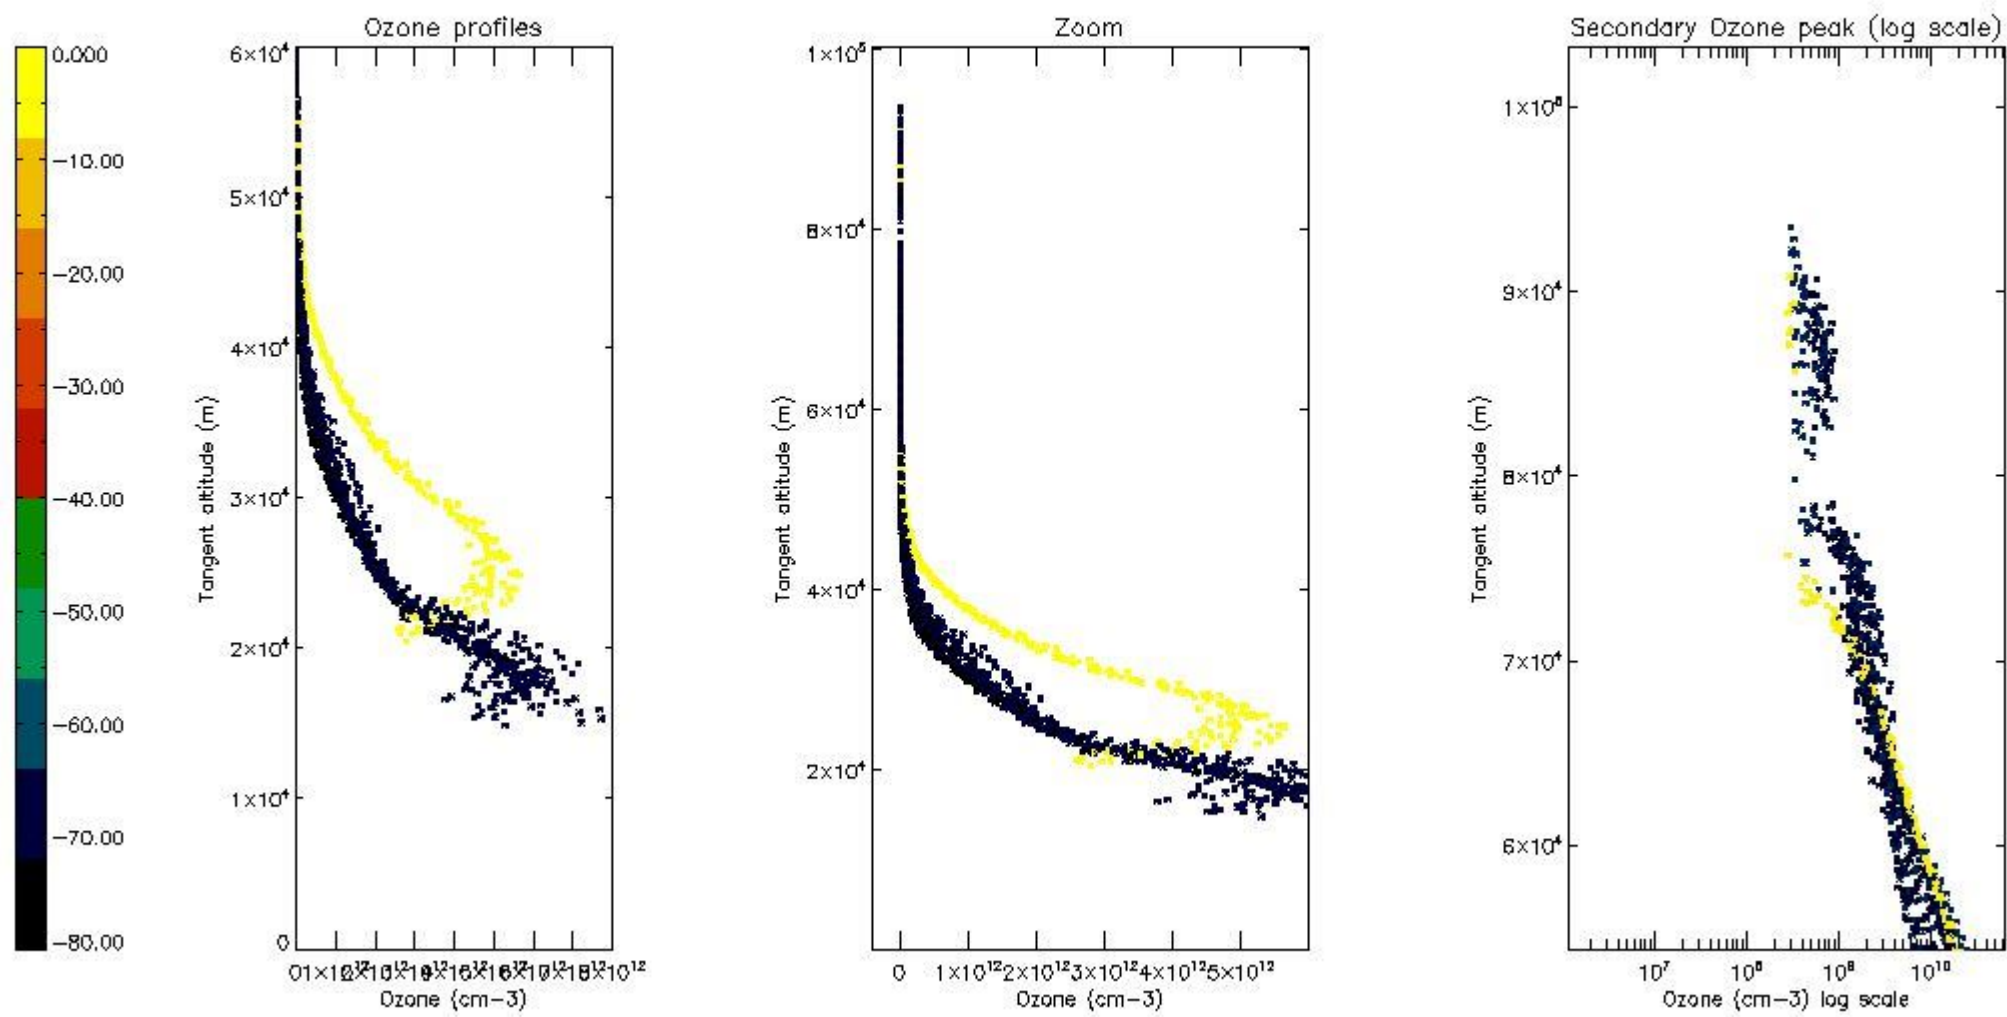 Ozone profiles
Zoom
Secondary Ozone peak (log scale)
0.000
−10.00
−20.00
−30.00
−40.00
−50.00
−60.00
−70.00
−80.00
6×10⁴
5×10⁴
4×10⁴
3×10⁴
2×10⁴
1×10⁴
0
Tangent altitude (m)
Ozone (cm−3)
1×10⁵
8×10⁴
6×10⁴
4×10⁴
2×10⁴
Tangent altitude (m)
0 1×10¹² 2×10¹² 3×10¹² 4×10¹² 5×10¹²
Ozone (cm−3)
9×10⁴
8×10⁴
7×10⁴
6×10⁴
Tangent altitude (m)
10⁷ 10⁸ 10⁹ 10¹⁰
Ozone (cm−3) log scale